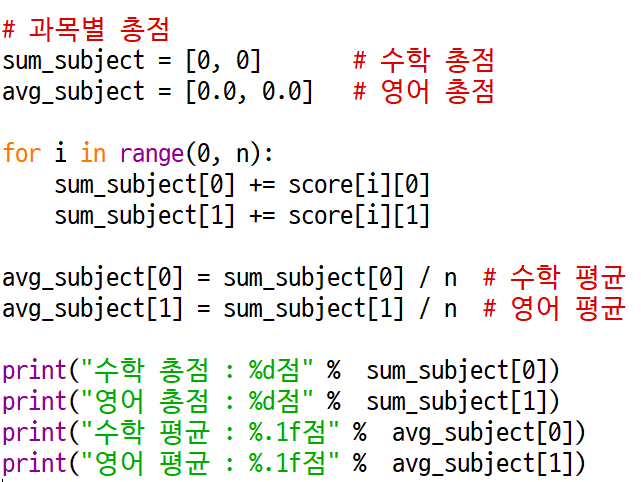 # 과목별 총점
sum_subject = [0, 0]       # 수학 총점
avg_subject = [0.0, 0.0]   # 영어 총점
for i in range(0, n):
    sum_subject[0] += score[i][0]
    sum_subject[1] += score[i][1]
avg_subject[0] = sum_subject[0] / n  # 수학 평균
avg_subject[1] = sum_subject[1] / n  # 영어 평균
print("수학 총점 : %d점" %  sum_subject[0])
print("영어 총점 : %d점" %  sum_subject[1])
print("수학 평균 : %.1f점" %  avg_subject[0])
print("영어 평균 : %.1f점" %  avg_subject[1])